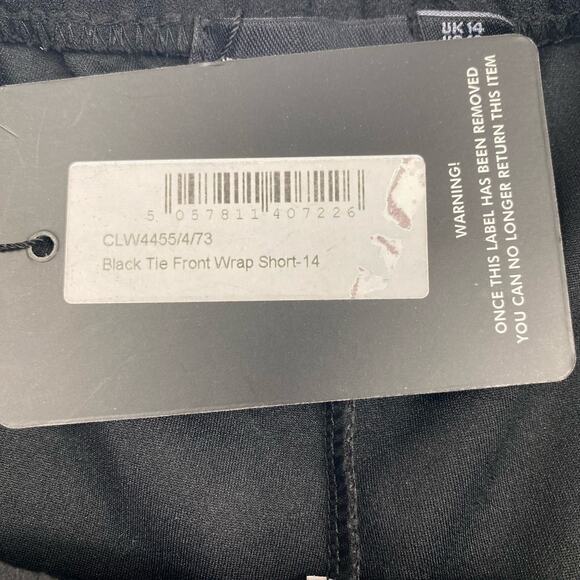 UK 14
5 057811 407226
CLW4455/4/73
Black Tie Front Wrap Short-14
WARNING!
ONCE THIS LABEL HAS BEEN REMOVED
YOU CAN NO LONGER RETURN THIS ITEM